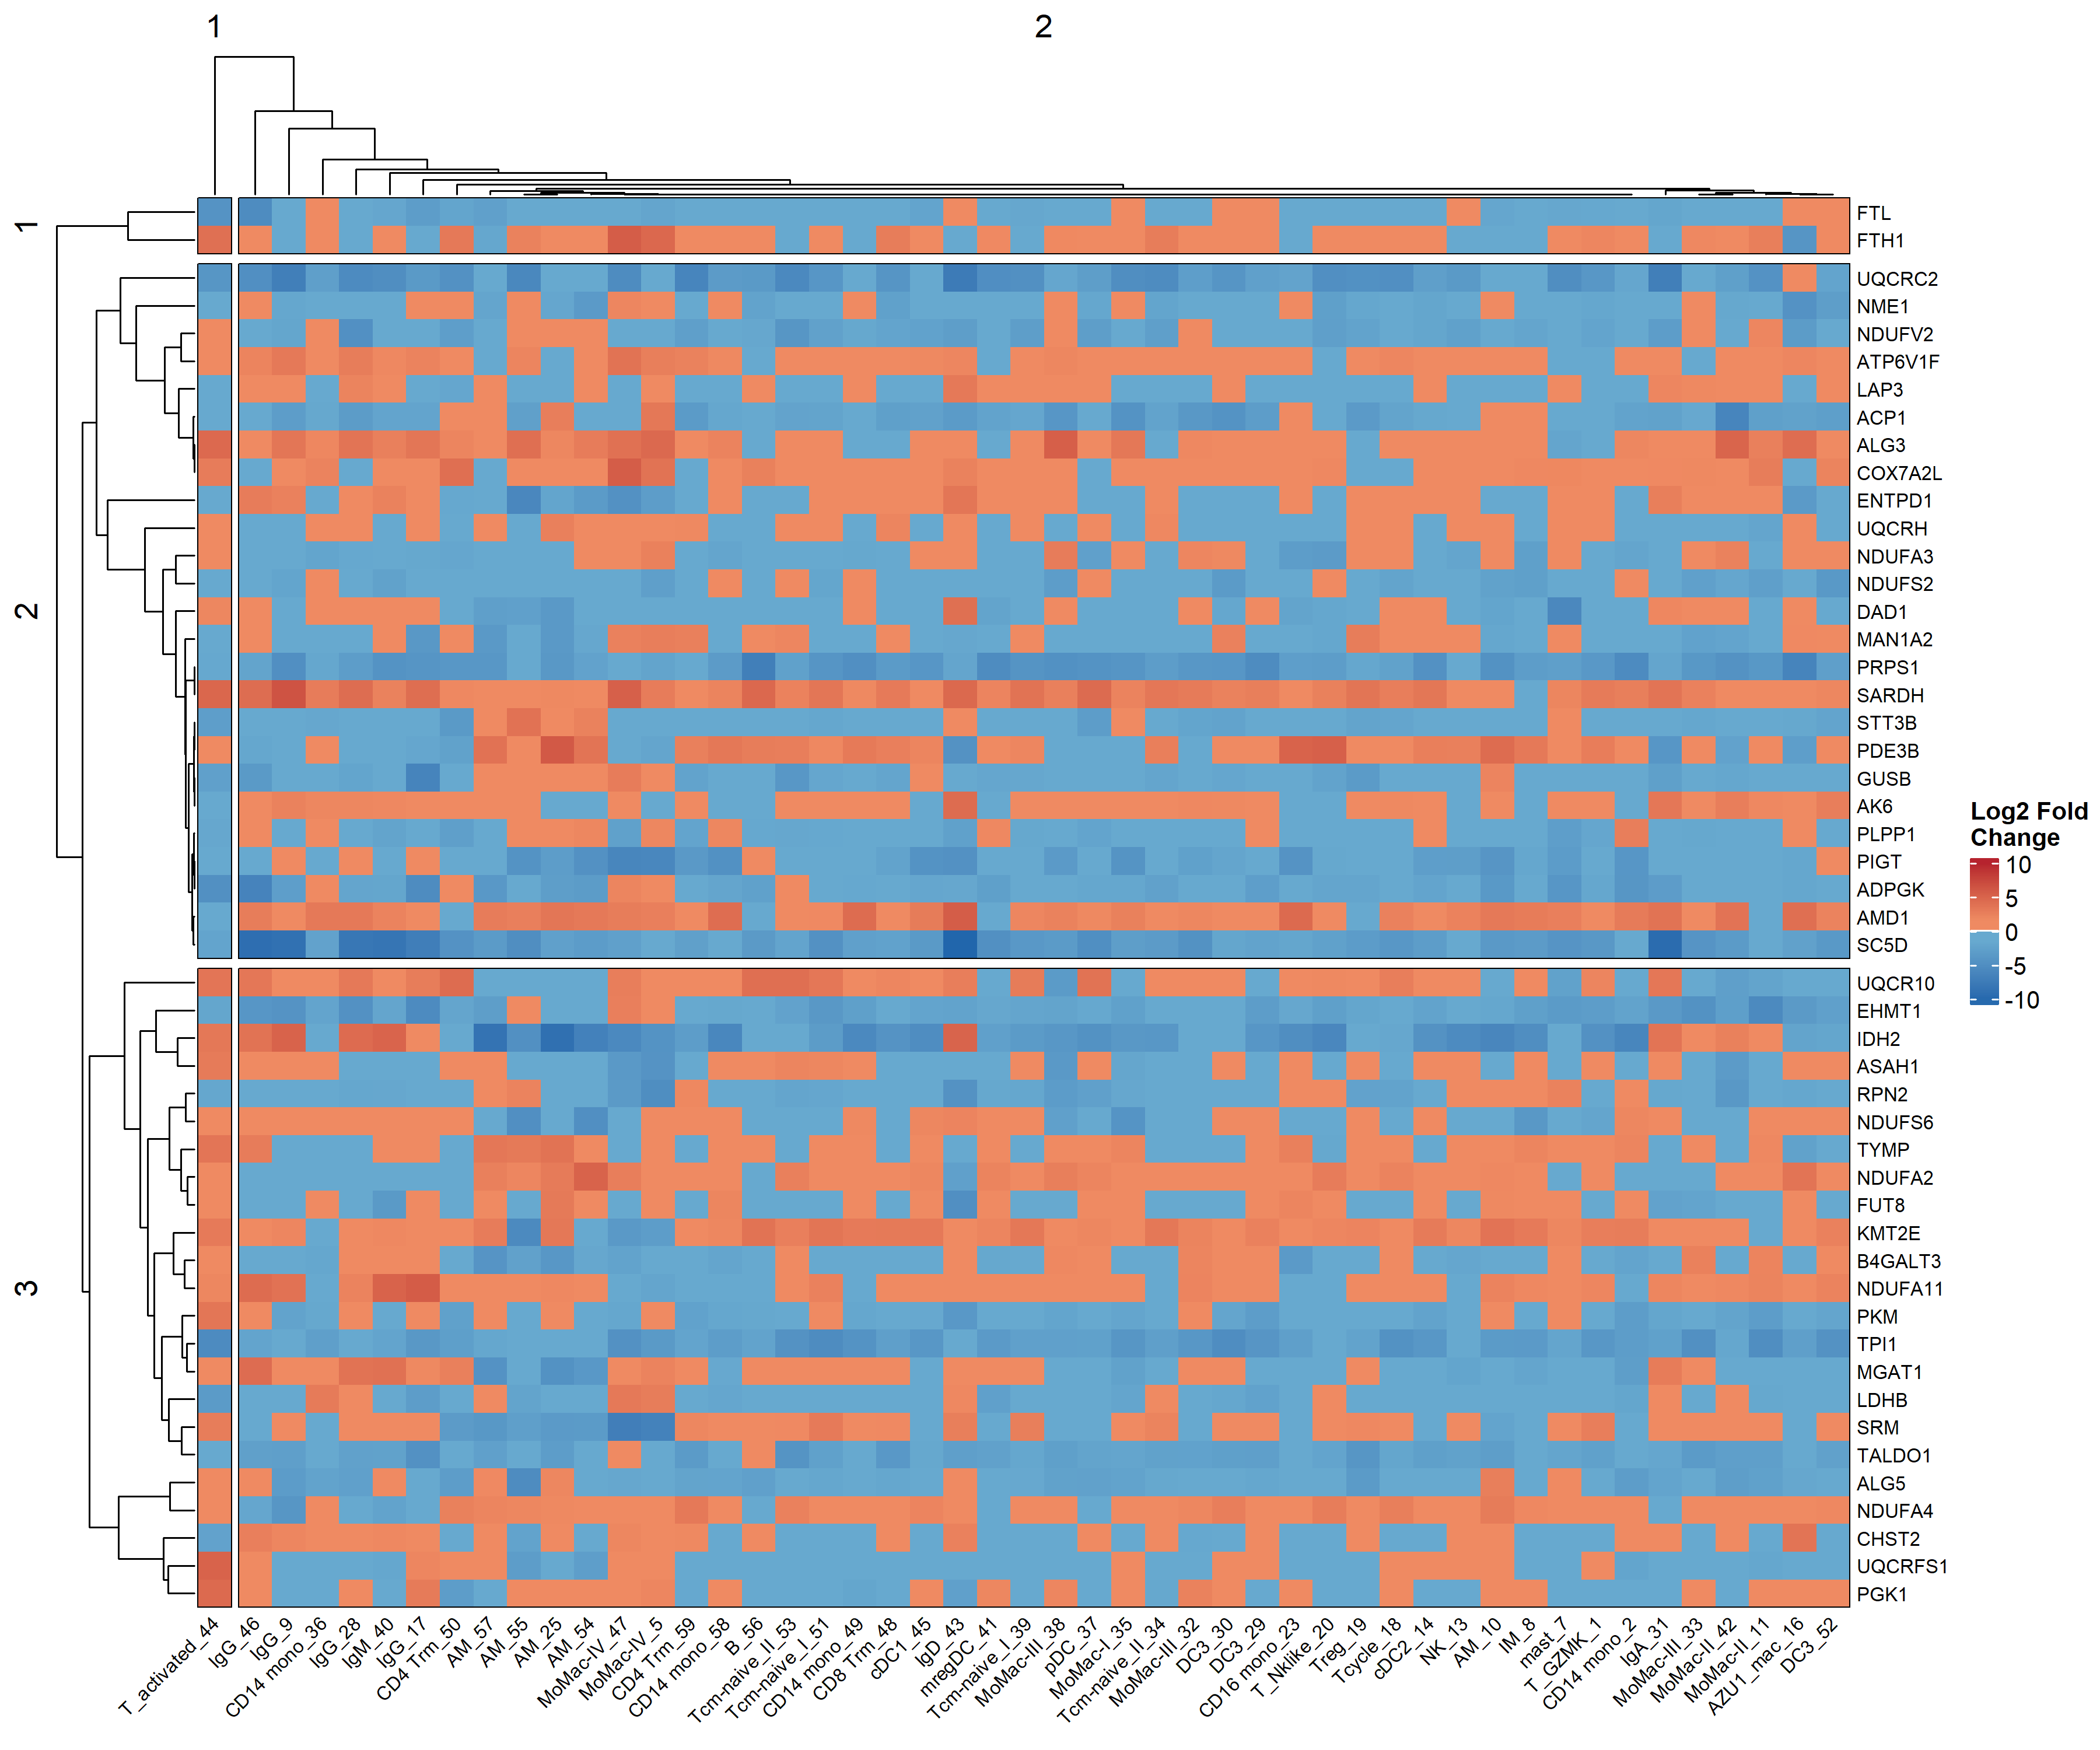 1 2
1
2
3
FTL
FTH1
UQCRC2
NME1
NDUFV2
ATP6V1F
LAP3
ACP1
ALG3
COX7A2L
ENTPD1
UQCRH
NDUFA3
NDUFS2
DAD1
MAN1A2
PRPS1
SARDH
STT3B
PDE3B
GUSB
AK6
PLPP1
PIGT
ADPGK
AMD1
SC5D
UQCR10
EHMT1
IDH2
ASAH1
RPN2
NDUFS6
TYMP
NDUFA2
FUT8
KMT2E
B4GALT3
NDUFA11
PKM
TPI1
MGAT1
LDHB
SRM
TALDO1
ALG5
NDUFA4
CHST2
UQCRFS1
PGK1
T_activated_44
IgG_46
IgG_9
CD14 mono_36
IgG_28
IgM_40
IgG_17
CD4 Trm_50
AM_57
AM_55
AM_25
AM_54
MoMac-IV_47
MoMac-IV_5
CD4 Trm_59
CD14 mono_58
B_56
Tcm-naive_II_53
Tcm-naive_I_51
CD14 mono_49
CD8 Trm_48
cDC1_45
IgD_43
mregDC_41
Tcm-naive_I_39
MoMac-III_38
pDC_37
MoMac-I_35
Tcm-naive_II_34
MoMac-III_32
DC3_30
DC3_29
CD16 mono_23
T_Nklike_20
Treg_19
Tcycle_18
cDC2_14
NK_13
AM_10
IM_8
mast_7
T_GZMK_1
CD14 mono_2
IgA_31
MoMac-III_33
MoMac-II_42
MoMac-II_11
AZU1_mac_16
DC3_52
Log2 Fold
Change
10
5
0
-5
-10